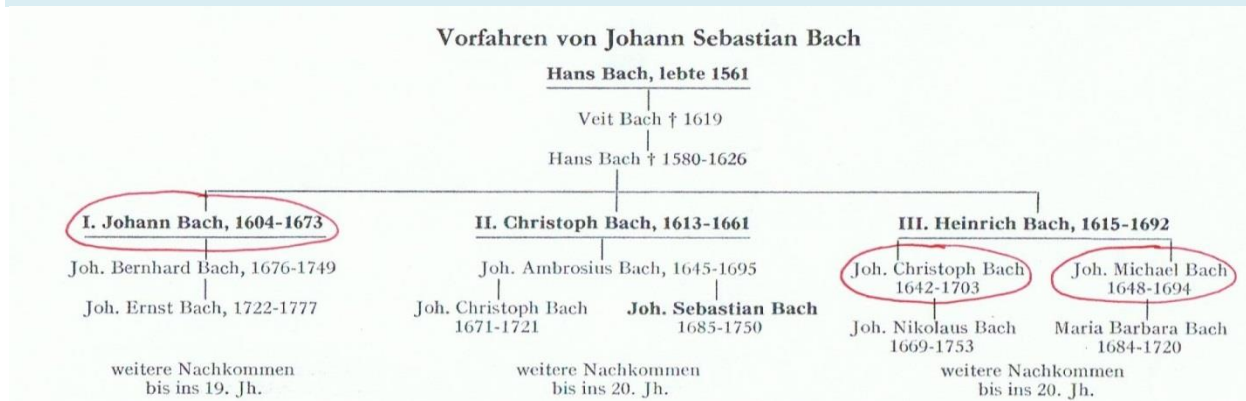 Vorfahren von Johann Sebastian Bach
Hans Bach, lebte 1561
Veit Bach † 1619
Hans Bach † 1580-1626
I. Johann Bach, 1604-1673
II. Christoph Bach, 1613-1661
III. Heinrich Bach, 1615-1692
Joh. Bernhard Bach, 1676-1749
Joh. Ambrosius Bach, 1645-1695
Joh. Christoph Bach
1642-1703
Joh. Michael Bach
1648-1694
Joh. Ernst Bach, 1722-1777
Joh. Christoph Bach
1671-1721
Joh. Sebastian Bach
1685-1750
Joh. Nikolaus Bach
1669-1753
Maria Barbara Bach
1684-1720
weitere Nachkommen
bis ins 19. Jh.
weitere Nachkommen
bis ins 20. Jh.
weitere Nachkommen
bis ins 20. Jh.